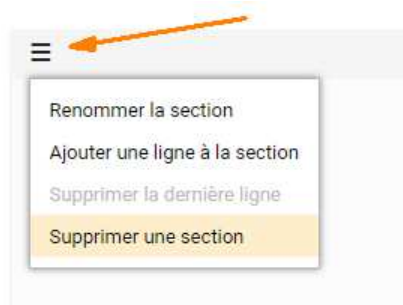 Renommer la section
Ajouter une ligne à la section
Supprimer la dernière ligne
Supprimer une section